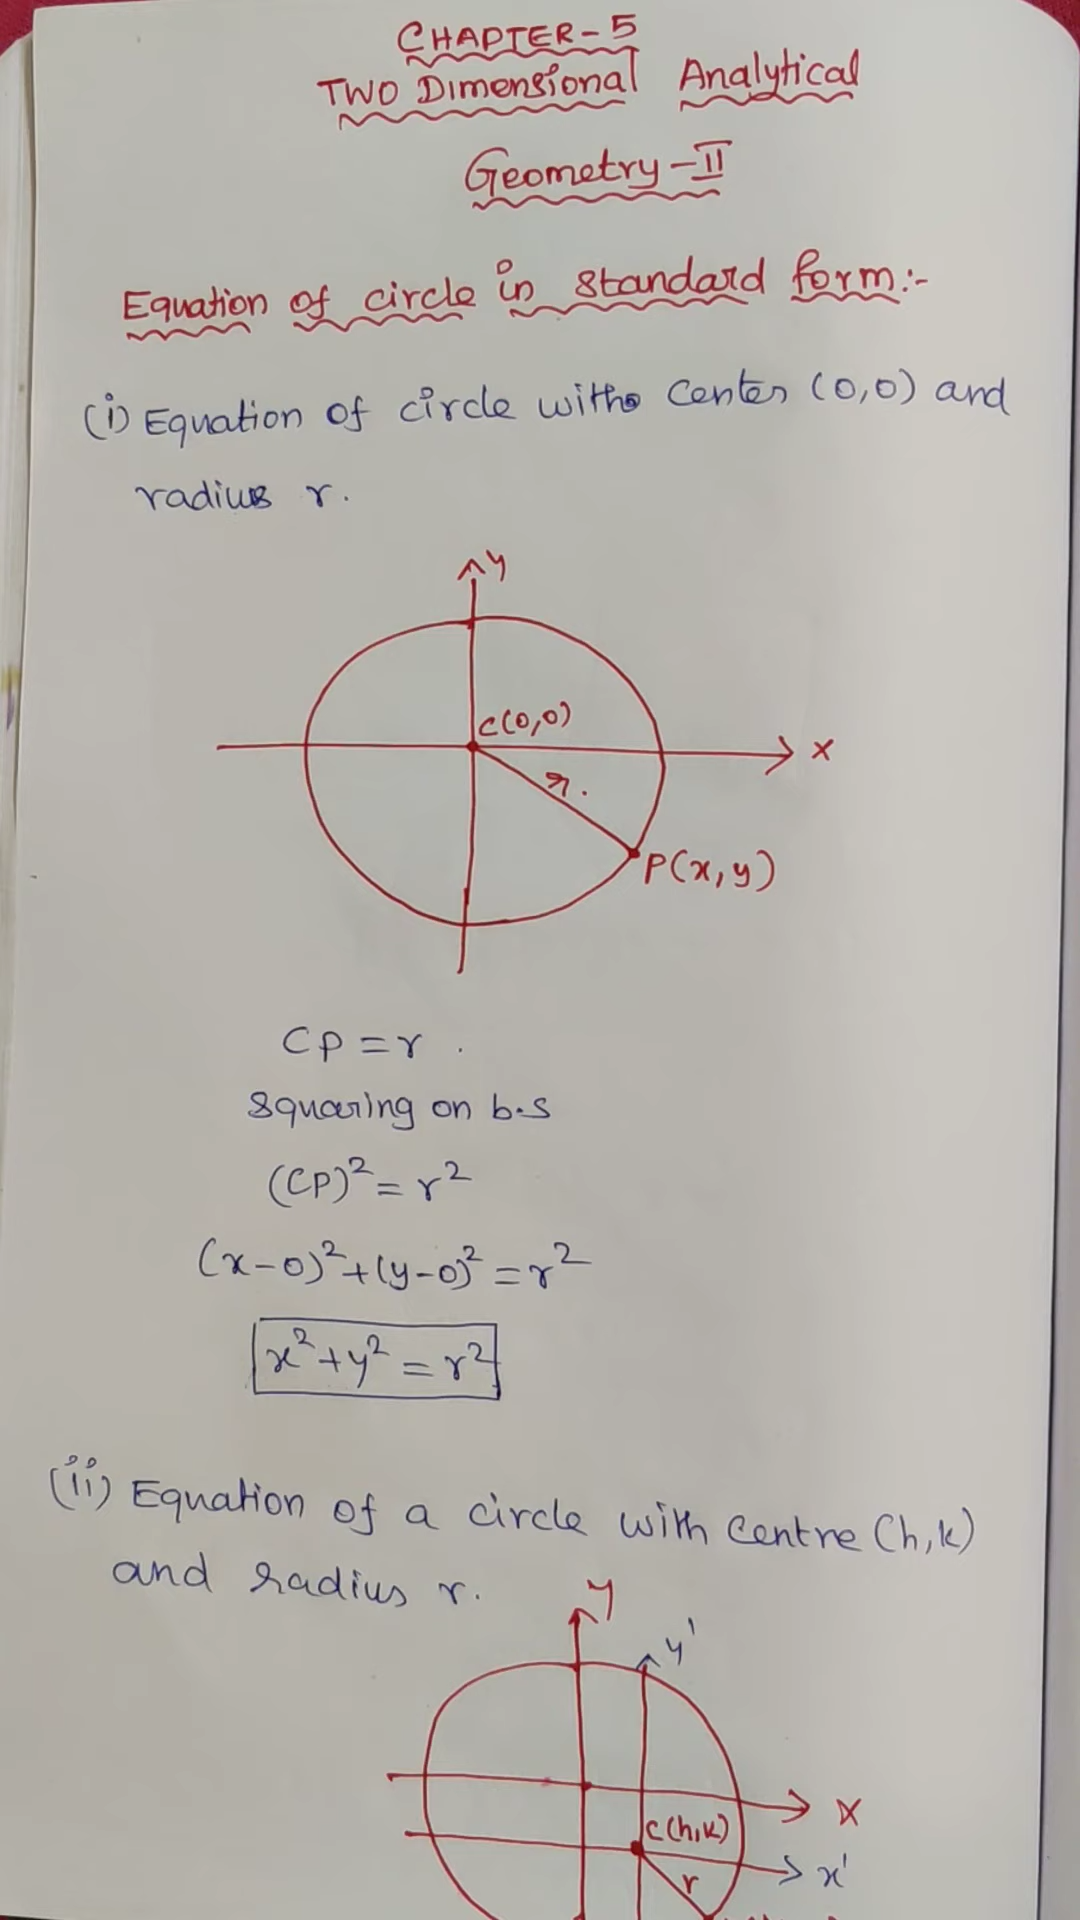 CHAPTER-5
TWO Dimensional Analytical
Geometry-II
Equation of circle in standard form:-
(i) Equation of circle with center (0,0) and
radius r.
y
C(0,0)
x
r.
P(x,y)
CP=r.
Squaring on b.s
(CP)²=r²
(x-0)²+(y-0)²=r²
x²+y²=r²
(ii) Equation of a circle with centre (h,k)
and radius r.
y
y'
x
C(h,k)
x'
r